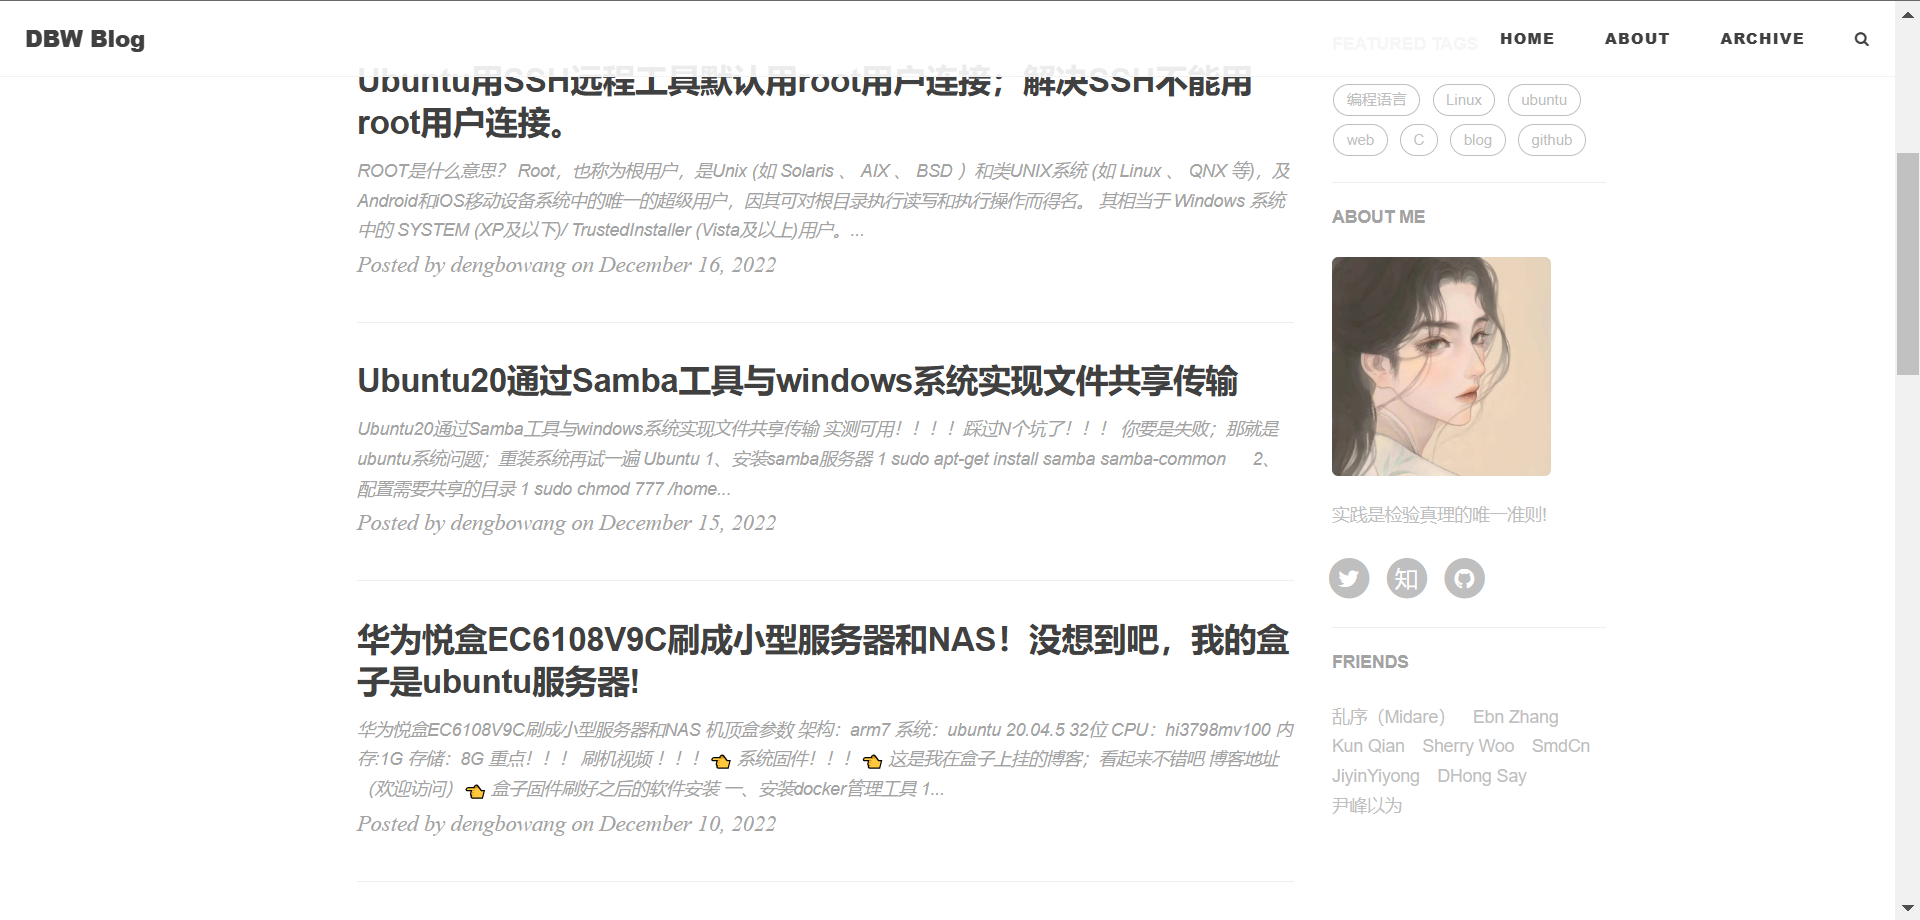 DBW Blog
HOME
ABOUT
ARCHIVE
Ubuntu用SSH远程工具默认用root用户连接；解决SSH不能用
root用户连接。
ROOT是什么意思？ Root，也称为根用户，是Unix (如 Solaris 、 AIX 、 BSD ）和类UNIX系统 (如 Linux 、 QNX 等)，及
Android和iOS移动设备系统中的唯一的超级用户，因其可对根目录执行读写和执行操作而得名。 其相当于 Windows 系统
中的 SYSTEM (XP及以下)/ TrustedInstaller (Vista及以上)用户。...
Posted by dengbowang on December 16, 2022
Ubuntu20通过Samba工具与windows系统实现文件共享传输
Ubuntu20通过Samba工具与windows系统实现文件共享传输 实测可用！！！！踩过N个坑了！！！ 你要是失败；那就是
ubuntu系统问题；重装系统再试一遍 Ubuntu 1、安装samba服务器 1 sudo apt-get install samba samba-common 2、
配置需要共享的目录 1 sudo chmod 777 /home...
Posted by dengbowang on December 15, 2022
华为悦盒EC6108V9C刷成小型服务器和NAS！没想到吧，我的盒
子是ubuntu服务器!
华为悦盒EC6108V9C刷成小型服务器和NAS 机顶盒参数 架构：arm7 系统：ubuntu 20.04.5 32位 CPU：hi3798mv100 内
存:1G 存储：8G 重点！！！ 刷机视频！！！👈 系统固件！！！👈 这是我在盒子上挂的博客；看起来不错吧 博客地址
（欢迎访问）👈 盒子固件刷好之后的软件安装 一、安装docker管理工具 1...
Posted by dengbowang on December 10, 2022
FEATURED TAGS
编程语言 Linux ubuntu
web C blog github
ABOUT ME
实践是检验真理的唯一准则!
知
FRIENDS
乱序（Midare） Ebn Zhang
Kun Qian Sherry Woo SmdCn
JiyinYiyong DHong Say
尹峰以为